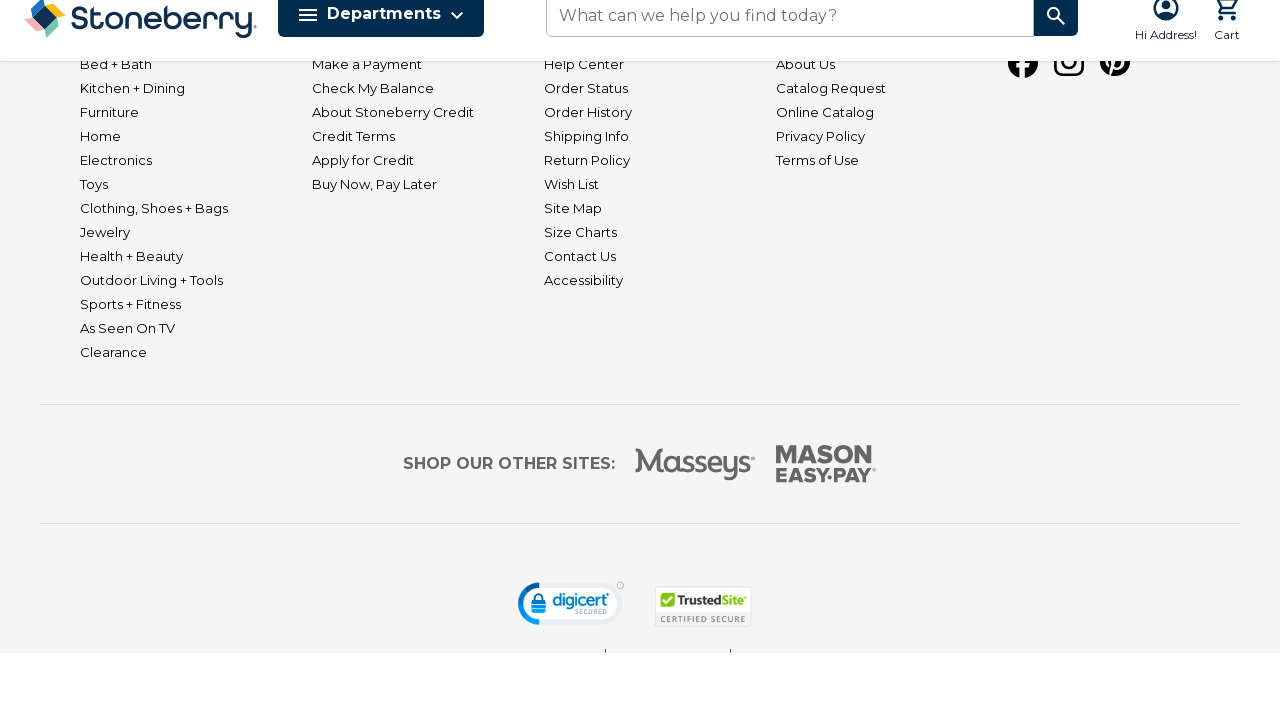 Stoneberry®
Departments
What can we help you find today?
Hi Address!
Cart
Bed + Bath
Kitchen + Dining
Furniture
Home
Electronics
Toys
Clothing, Shoes + Bags
Jewelry
Health + Beauty
Outdoor Living + Tools
Sports + Fitness
As Seen On TV
Clearance
Make a Payment
Check My Balance
About Stoneberry Credit
Credit Terms
Apply for Credit
Buy Now, Pay Later
Help Center
Order Status
Order History
Shipping Info
Return Policy
Wish List
Site Map
Size Charts
Contact Us
Accessibility
About Us
Catalog Request
Online Catalog
Privacy Policy
Terms of Use
SHOP OUR OTHER SITES:
Masseys®
MASON
EASY•PAY®
digicert®
SECURED
TrustedSite®
CERTIFIED SECURE